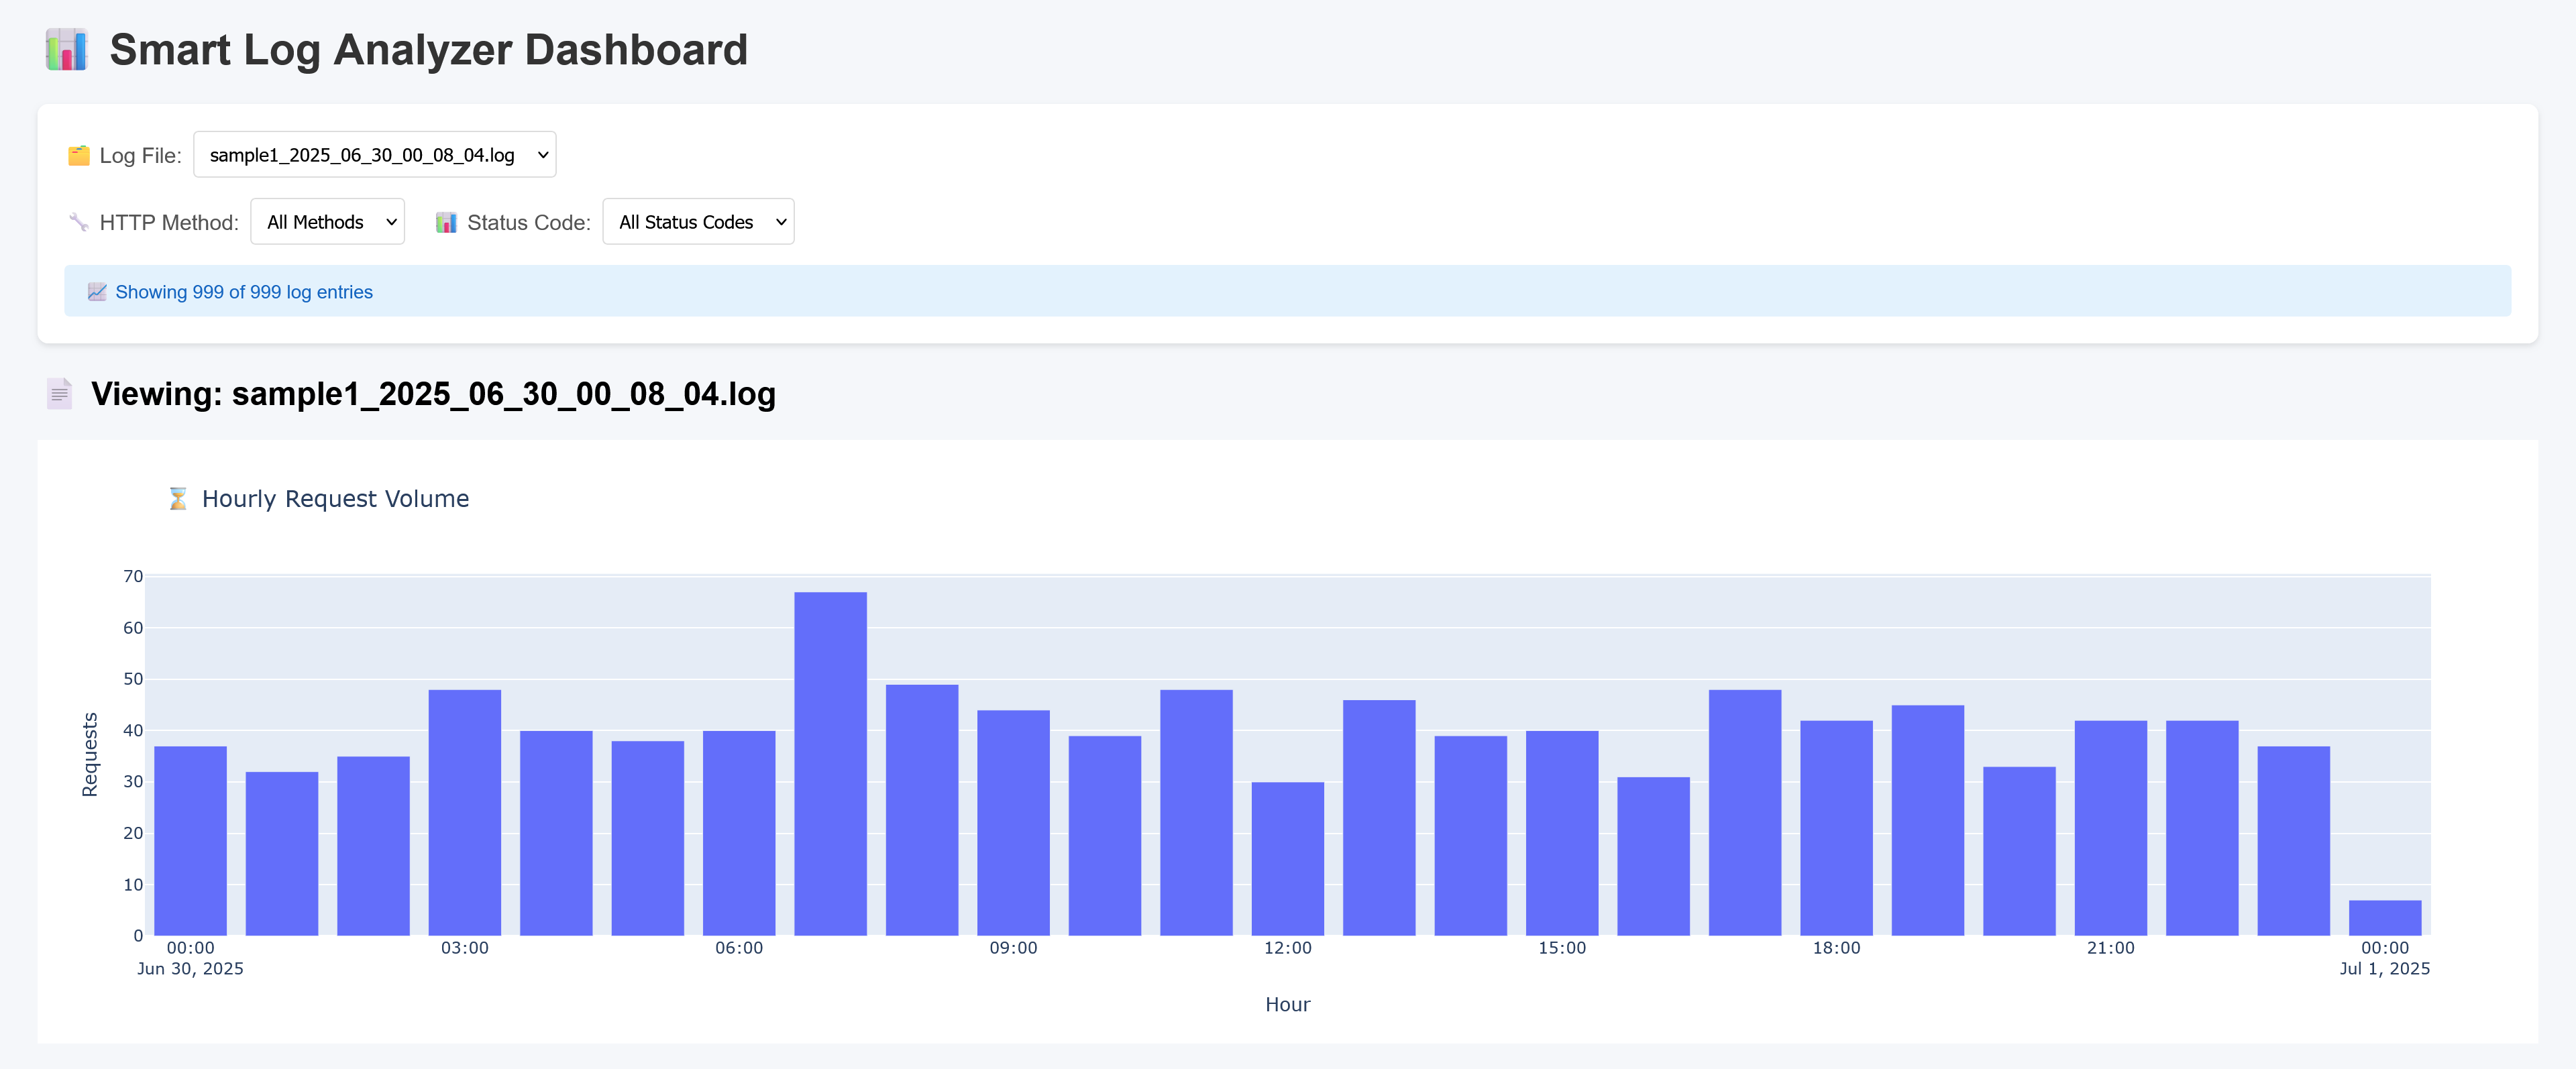 Smart Log Analyzer Dashboard
Log File: sample1_2025_06_30_00_08_04.log
HTTP Method: All Methods Status Code: All Status Codes
Showing 999 of 999 log entries
Viewing: sample1_2025_06_30_00_08_04.log
Hourly Request Volume
70
60
50
40
30
20
10
0
Requests
00:00 03:00 06:00 09:00 12:00 15:00 18:00 21:00 00:00
Jun 30, 2025 Jul 1, 2025
Hour